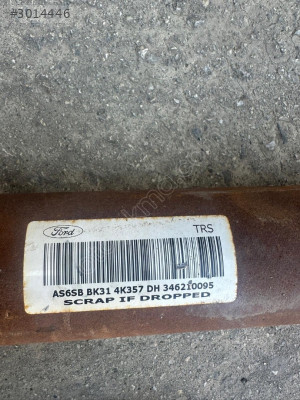 #3014446
Ford
TRS
AS6SB BK31 4K357 DH 346210095
SCRAP IF DROPPED